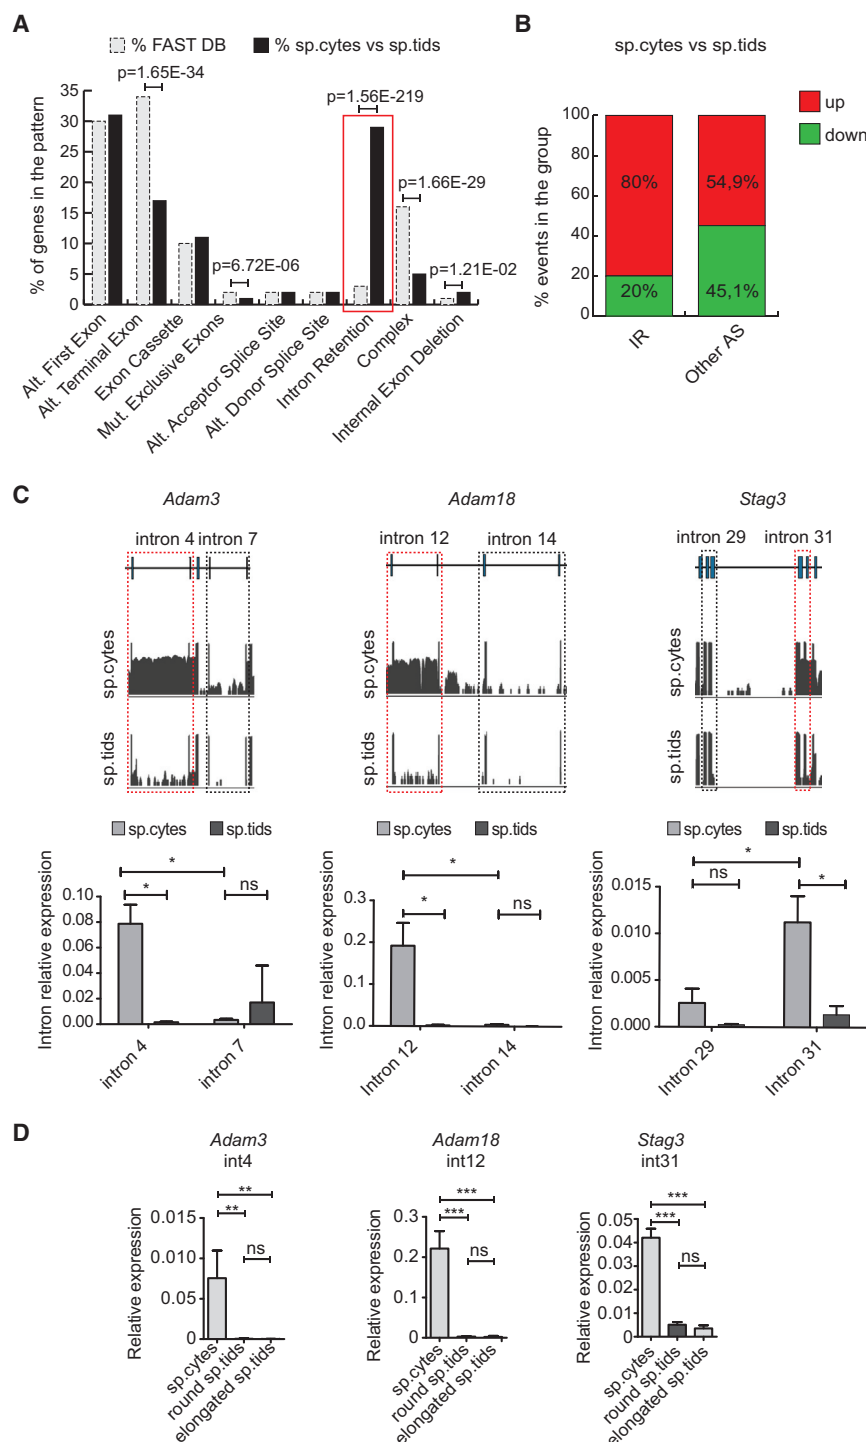 A
% FAST DB
% sp.cytes vs sp.tids
p=1.65E-34
p=1.56E-219
p=1.66E-29
p=6.72E-06
p=1.21E-02
% of genes in the pattern
35
30
25
20
15
10
5
0
Alt. First Exon
Alt. Terminal Exon
Exon Cassette
Mut. Exclusive Exons
Alt. Acceptor Splice Site
Alt. Donor Splice Site
Intron Retention
Complex
Internal Exon Deletion
B
sp.cytes vs sp.tids
up
down
% events in the group
100
80
60
40
20
0
80%
20%
54,9%
45,1%
IR
Other AS
C
Adam3
intron 4
intron 7
sp.cytes
sp.tids
Adam18
intron 12
intron 14
sp.cytes
sp.tids
Stag3
intron 29
intron 31
sp.cytes
sp.tids
sp.cytes
sp.tids
*
*
ns
Intron relative expression
0.10
0.08
0.06
0.04
0.02
0.00
intron 4
intron 7
sp.cytes
sp.tids
*
*
ns
Intron relative expression
0.3
0.2
0.1
0.0
Intron 12
intron 14
sp.cytes
sp.tids
*
ns
*
Intron relative expression
0.015
0.010
0.005
0.000
Intron 29
Intron 31
D
Adam3
int4
**
**
ns
Relative expression
0.015
0.01
0.005
0
sp.cytes
round sp.tids
elongated sp.tids
Adam18
int12
***
***
ns
Relative expression
0.3
0.2
0.1
0
sp.cytes
round sp.tids
elongated sp.tids
Stag3
int31
***
***
ns
Relative expression
0.05
0.04
0.03
0.02
0.01
0
sp.cytes
round sp.tids
elongated sp.tids